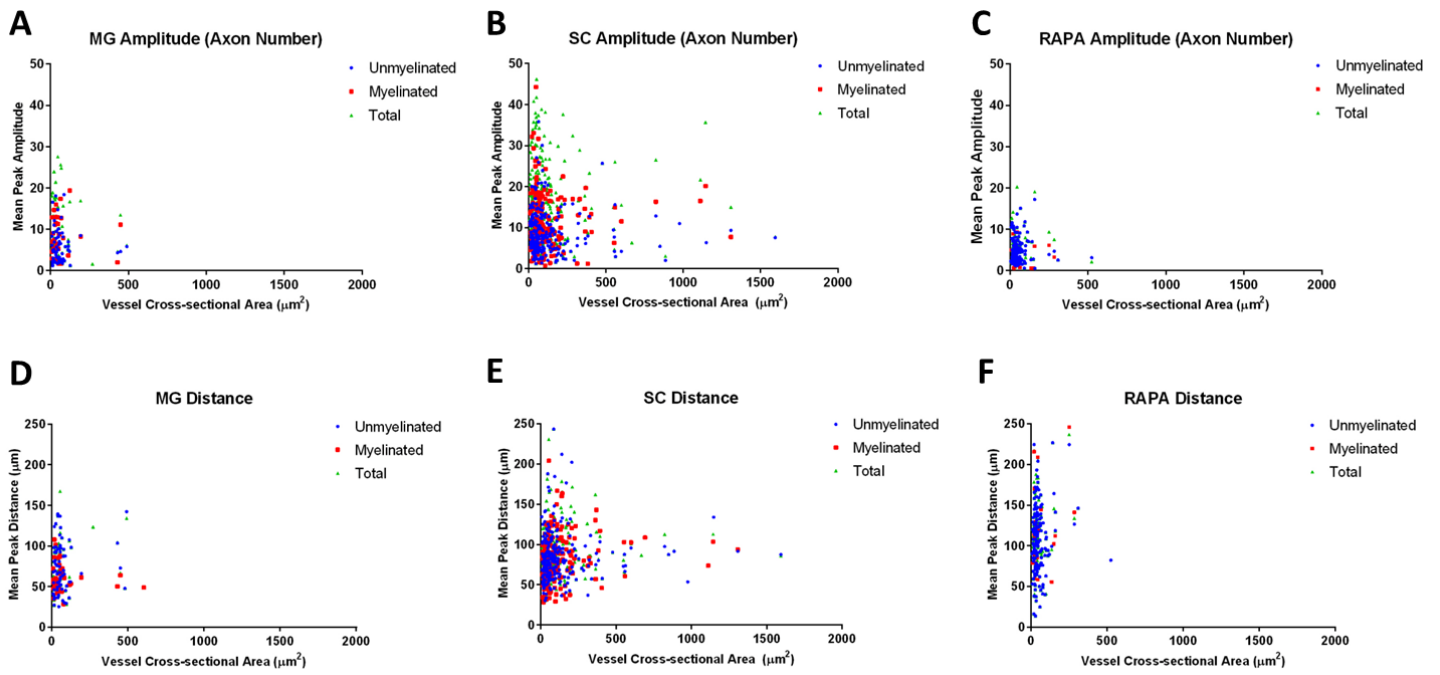 A
MG Amplitude (Axon Number)
Mean Peak Amplitude
50
40
30
20
10
0
0
500
1000
1500
2000
Vessel Cross-sectional Area (μm²)
Unmyelinated
Myelinated
Total
B
SC Amplitude (Axon Number)
Mean Peak Amplitude
50
40
30
20
10
0
0
500
1000
1500
2000
Vessel Cross-sectional Area (μm²)
Unmyelinated
Myelinated
Total
C
RAPA Amplitude (Axon Number)
Mean Peak Amplitude
50
40
30
20
10
0
0
500
1000
1500
2000
Vessel Cross-sectional Area (μm²)
Unmyelinated
Myelinated
Total
D
MG Distance
Mean Peak Distance (μm)
250
200
150
100
50
0
0
500
1000
1500
2000
Vessel Cross-sectional Area (μm²)
Unmyelinated
Myelinated
Total
E
SC Distance
Mean Peak Distance (μm)
250
200
150
100
50
0
0
500
1000
1500
2000
Vessel Cross-sectional Area (μm²)
Unmyelinated
Myelinated
Total
F
RAPA Distance
Mean Peak Distance (μm)
250
200
150
100
50
0
0
500
1000
1500
2000
Vessel Cross-sectional Area (μm²)
Unmyelinated
Myelinated
Total